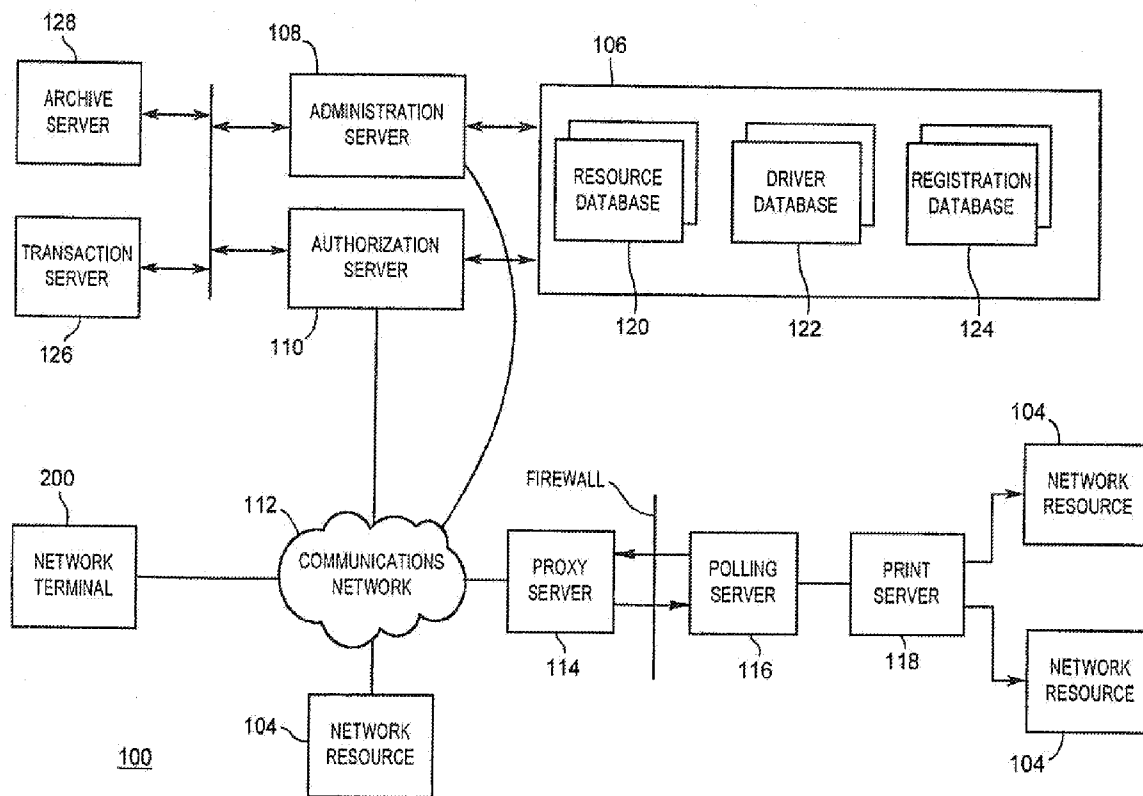 128
108
106
ARCHIVE
SERVER
ADMINISTRATION
SERVER
RESOURCE
DATABASE
DRIVER
DATABASE
REGISTRATION
DATABASE
TRANSACTION
SERVER
AUTHORIZATION
SERVER
126
110
120
122
124
200
NETWORK
TERMINAL
112
COMMUNICATIONS
NETWORK
FIREWALL
PROXY
SERVER
114
POLLING
SERVER
116
PRINT
SERVER
118
104
NETWORK
RESOURCE
NETWORK
RESOURCE
104
104
NETWORK
RESOURCE
100